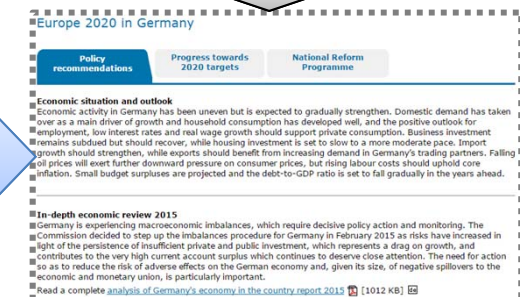 Europe 2020 in Germany
Policy recommendations
Progress towards 2020 targets
National Reform Programme
Economic situation and outlook
Economic activity in Germany has been uneven but is expected to gradually strengthen. Domestic demand has taken
over as a main driver of growth and household consumption has developed well, and the positive outlook for
employment, low interest rates and real wage growth should support private consumption. Business investment
remains subdued but should recover, while housing investment is set to slow to a more moderate pace. Import
growth should strengthen, while exports should benefit from increasing demand in Germany's trading partners. Falling
oil prices will exert further downward pressure on consumer prices, but rising labour costs should uphold core
inflation. Small budget surpluses are projected and the debt-to-GDP ratio is set to fall gradually in the years ahead.
In-depth economic review 2015
Germany is experiencing macroeconomic imbalances, which require decisive policy action and monitoring. The
Commission decided to step up the imbalances procedure for Germany in February 2015 as risks have increased in
light of the persistence of insufficient private and public investment, which represents a drag on growth, and
contributes to the very high current account surplus which continues to deserve close attention. The need for action
so as to reduce the risk of adverse effects on the German economy and, given its size, of negative spillovers to the
economic and monetary union, is particularly important.
Read a complete analysis of Germany's economy in the country report 2015 [1012 KB]